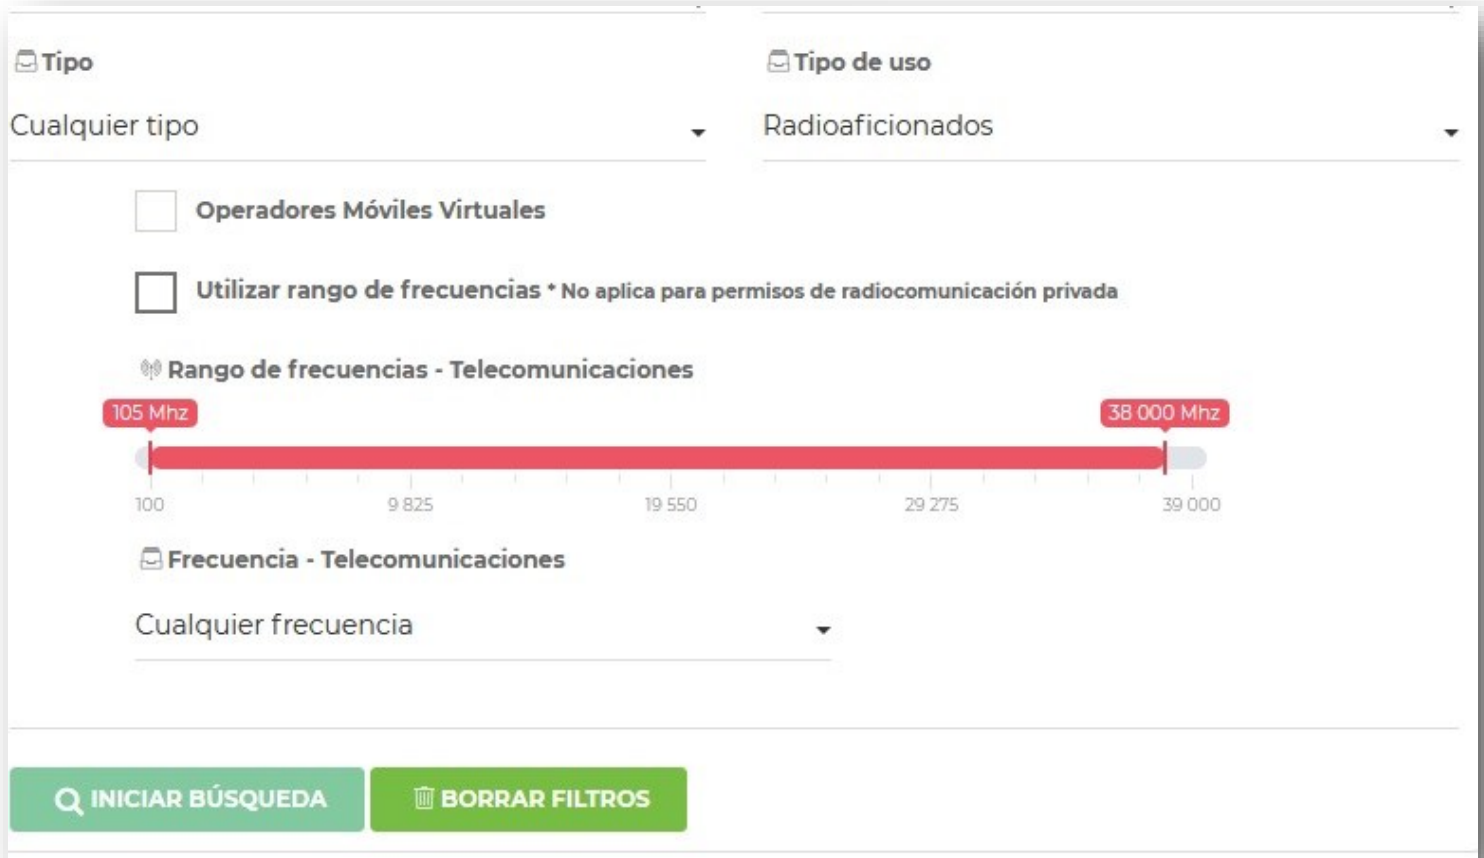 Tipo
Tipo de uso
Cualquier tipo
Radioaficionados
Operadores Móviles Virtuales
Utilizar rango de frecuencias * No aplica para permisos de radiocomunicación privada
Rango de frecuencias - Telecomunicaciones
105 Mhz
38 000 Mhz
100 9 825 19 550 29 275 39 000
Frecuencia - Telecomunicaciones
Cualquier frecuencia
INICIAR BÚSQUEDA
BORRAR FILTROS